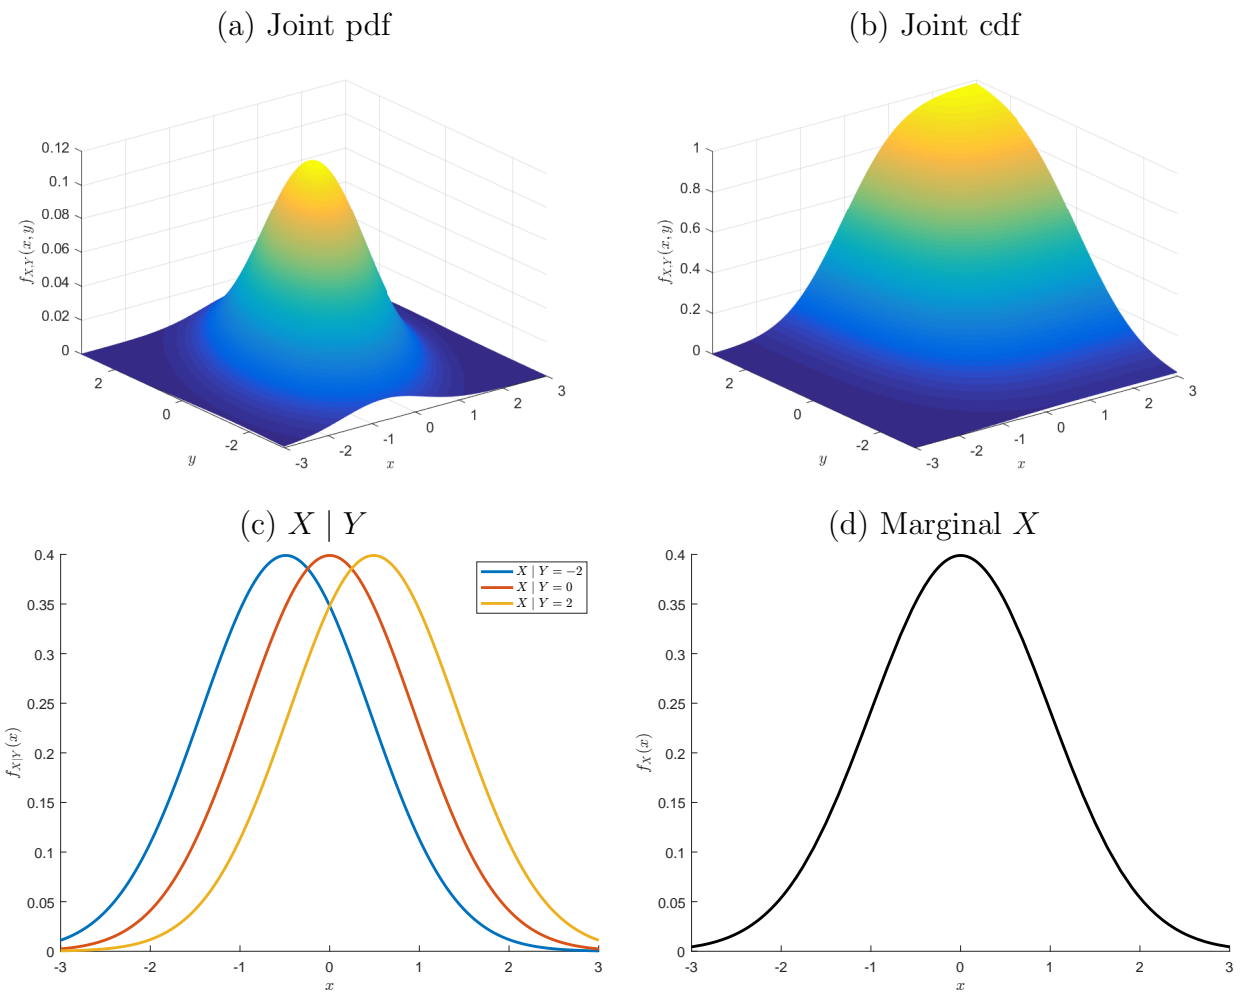 (a) Joint pdf
0.12
0.1
0.08
0.06
0.04
0.02
0
f_{X,Y}(x, y)
2
0
-2
y
-3
-2
-1
0
1
2
3
x
(b) Joint cdf
1
0.8
0.6
0.4
0.2
0
f_{X,Y}(x, y)
2
0
-2
y
-3
-2
-1
0
1
2
3
x
(c) X | Y
0.4
0.35
0.3
0.25
0.2
0.15
0.1
0.05
0
f_{X|Y}(x)
X | Y = −2
X | Y = 0
X | Y = 2
-3 -2 -1 0 1 2 3
x
(d) Marginal X
0.4
0.35
0.3
0.25
0.2
0.15
0.1
0.05
0
f_X(x)
-3 -2 -1 0 1 2 3
x